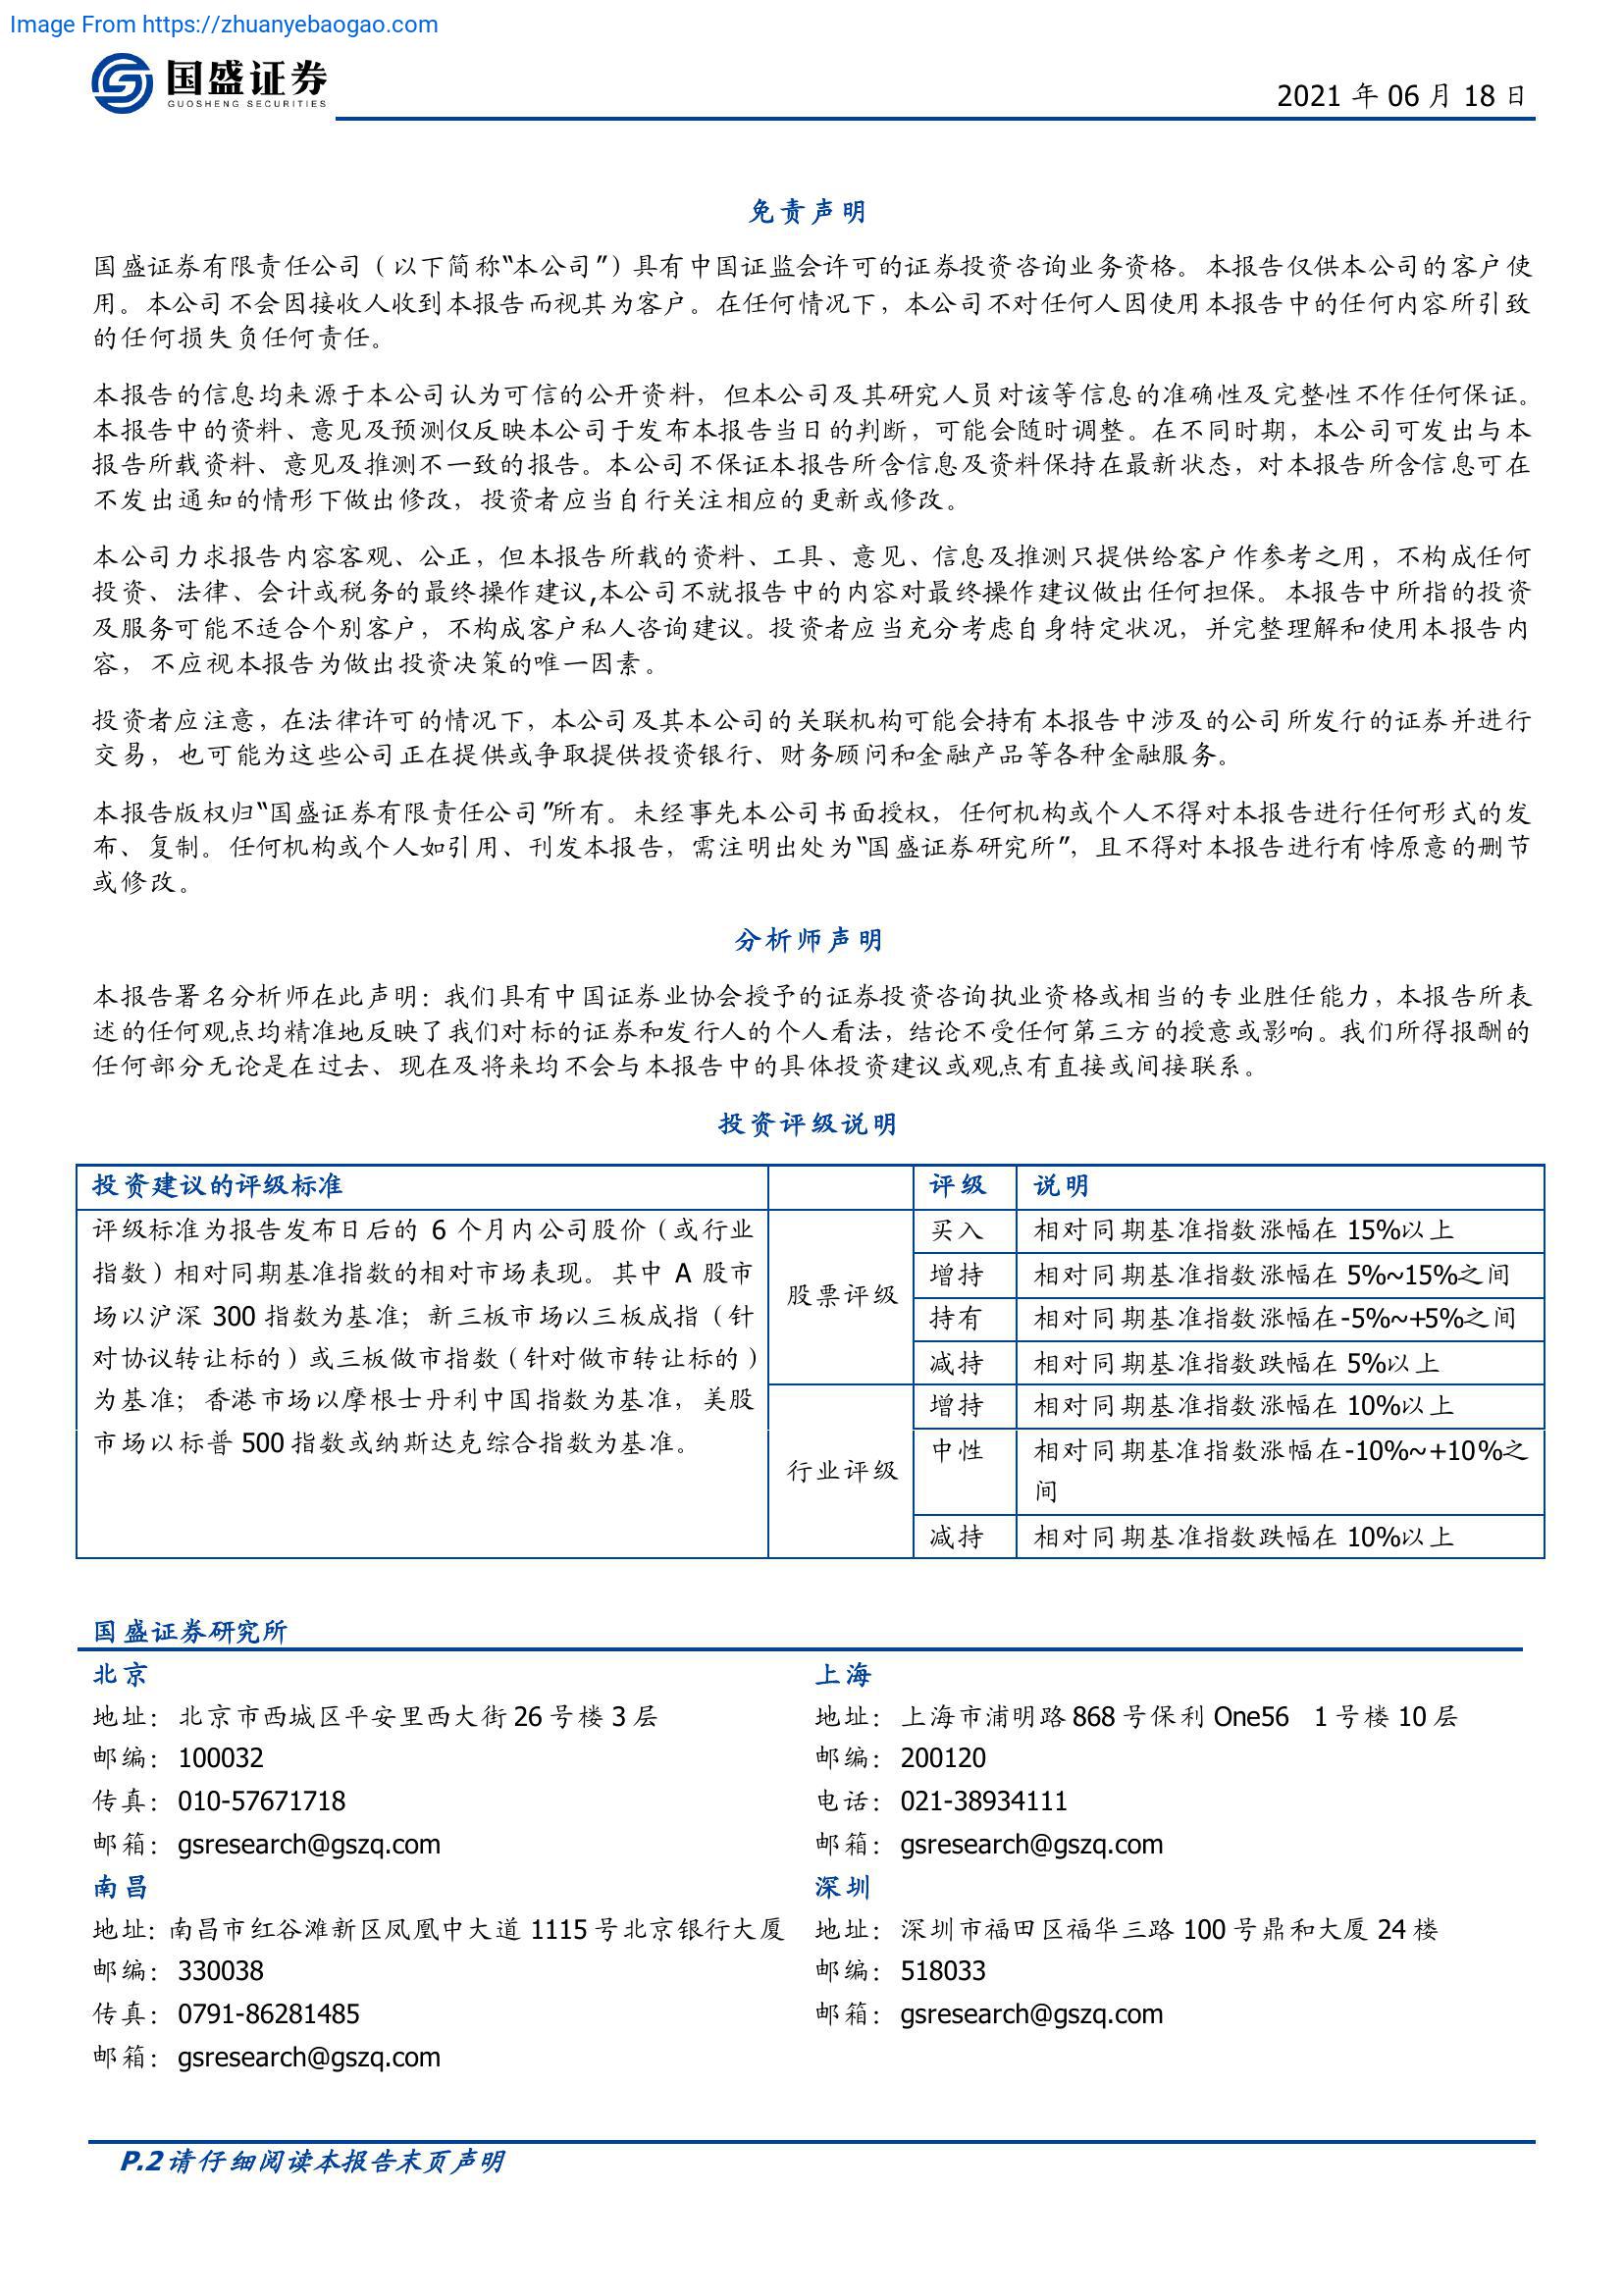 Image From https://zhuanyebaogao.com
国盛证券
GUOSHENG SECURITIES
2021 年 06 月 18 日
免责声明
国盛证券有限责任公司（以下简称“本公司”）具有中国证监会许可的证券投资咨询业务资格。本报告仅供本公司的客户使
用。本公司不会因接收人收到本报告而视其为客户。在任何情况下，本公司不对任何人因使用本报告中的任何内容所引致
的任何损失负任何责任。
本报告的信息均来源于本公司认为可信的公开资料，但本公司及其研究人员对该等信息的准确性及完整性不作任何保证。
本报告中的资料、意见及预测仅反映本公司于发布本报告当日的判断，可能会随时调整。在不同时期，本公司可发出与本
报告所载资料、意见及推测不一致的报告。本公司不保证本报告所含信息及资料保持在最新状态，对本报告所含信息可在
不发出通知的情形下做出修改，投资者应当自行关注相应的更新或修改。
本公司力求报告内容客观、公正，但本报告所载的资料、工具、意见、信息及推测只提供给客户作参考之用，不构成任何
投资、法律、会计或税务的最终操作建议,本公司不就报告中的内容对最终操作建议做出任何担保。本报告中所指的投资
及服务可能不适合个别客户，不构成客户私人咨询建议。投资者应当充分考虑自身特定状况，并完整理解和使用本报告内
容，不应视本报告为做出投资决策的唯一因素。
投资者应注意，在法律许可的情况下，本公司及其本公司的关联机构可能会持有本报告中涉及的公司所发行的证券并进行
交易，也可能为这些公司正在提供或争取提供投资银行、财务顾问和金融产品等各种金融服务。
本报告版权归“国盛证券有限责任公司”所有。未经事先本公司书面授权，任何机构或个人不得对本报告进行任何形式的发
布、复制。任何机构或个人如引用、刊发本报告，需注明出处为“国盛证券研究所”，且不得对本报告进行有悖原意的删节
或修改。
分析师声明
本报告署名分析师在此声明：我们具有中国证券业协会授予的证券投资咨询执业资格或相当的专业胜任能力，本报告所表
述的任何观点均精准地反映了我们对标的证券和发行人的个人看法，结论不受任何第三方的授意或影响。我们所得报酬的
任何部分无论是在过去、现在及将来均不会与本报告中的具体投资建议或观点有直接或间接联系。
投资评级说明
投资建议的评级标准 评级 说明
评级标准为报告发布日后的 6 个月内公司股价（或行业
指数）相对同期基准指数的相对市场表现。其中 A 股市
场以沪深 300 指数为基准；新三板市场以三板成指（针
对协议转让标的）或三板做市指数（针对做市转让标的）
为基准；香港市场以摩根士丹利中国指数为基准，美股
市场以标普 500 指数或纳斯达克综合指数为基准。
股票评级
买入 相对同期基准指数涨幅在 15%以上
增持 相对同期基准指数涨幅在 5%~15%之间
持有 相对同期基准指数涨幅在-5%~+5%之间
减持 相对同期基准指数跌幅在 5%以上
行业评级
增持 相对同期基准指数涨幅在 10%以上
中性 相对同期基准指数涨幅在-10%~+10%之
间
减持 相对同期基准指数跌幅在 10%以上
国盛证券研究所
北京
地址：北京市西城区平安里西大街 26 号楼 3 层
邮编：100032
传真：010-57671718
邮箱：gsresearch@gszq.com
上海
地址：上海市浦明路 868 号保利 One56 1 号楼 10 层
邮编：200120
电话：021-38934111
邮箱：gsresearch@gszq.com
南昌
地址：南昌市红谷滩新区凤凰中大道 1115 号北京银行大厦
邮编：330038
传真：0791-86281485
邮箱：gsresearch@gszq.com
深圳
地址：深圳市福田区福华三路 100 号鼎和大厦 24 楼
邮编：518033
邮箱：gsresearch@gszq.com
P.2 请仔细阅读本报告末页声明